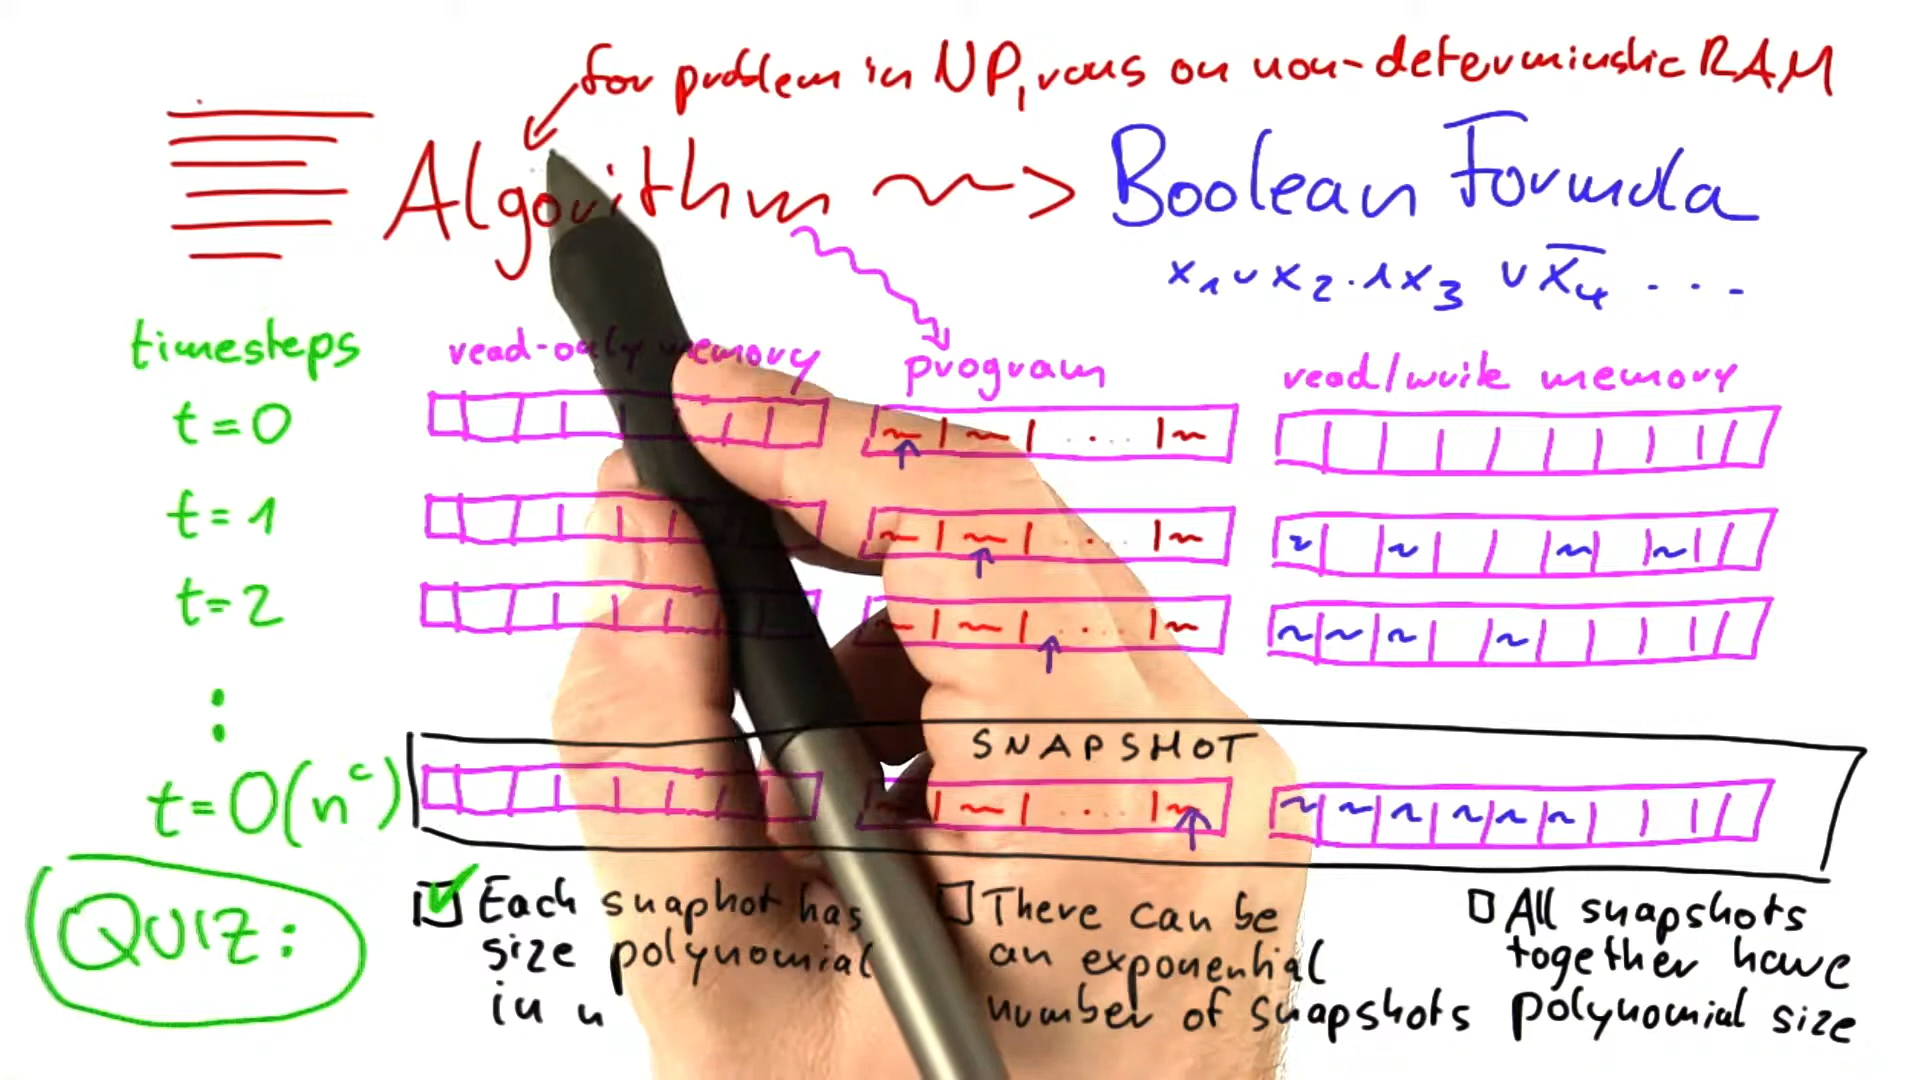 for problem in NP, runs on non-deterministic RAM
Algorithm ~> Boolean Formula
x1 ∨ x2 . ∧ x3 ∨ x̄4 ...
timesteps
read-only memory
program
read/write memory
t=0
t=1
t=2
:
SNAPSHOT
t=O(n^c)
QUIZ:
Each snaphot has
size polynomial
in n
There can be
an exponential
number of snapshots
All snapshots
together have
polynomial size